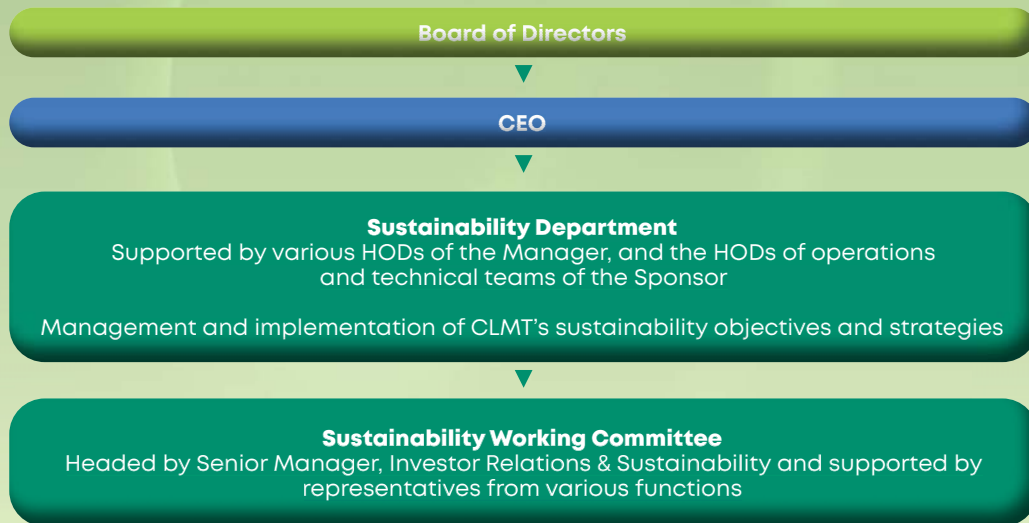 Board of Directors
CEO
Sustainability Department
Supported by various HODs of the Manager, and the HODs of operations
and technical teams of the Sponsor
Management and implementation of CLMT's sustainability objectives and strategies
Sustainability Working Committee
Headed by Senior Manager, Investor Relations & Sustainability and supported by
representatives from various functions